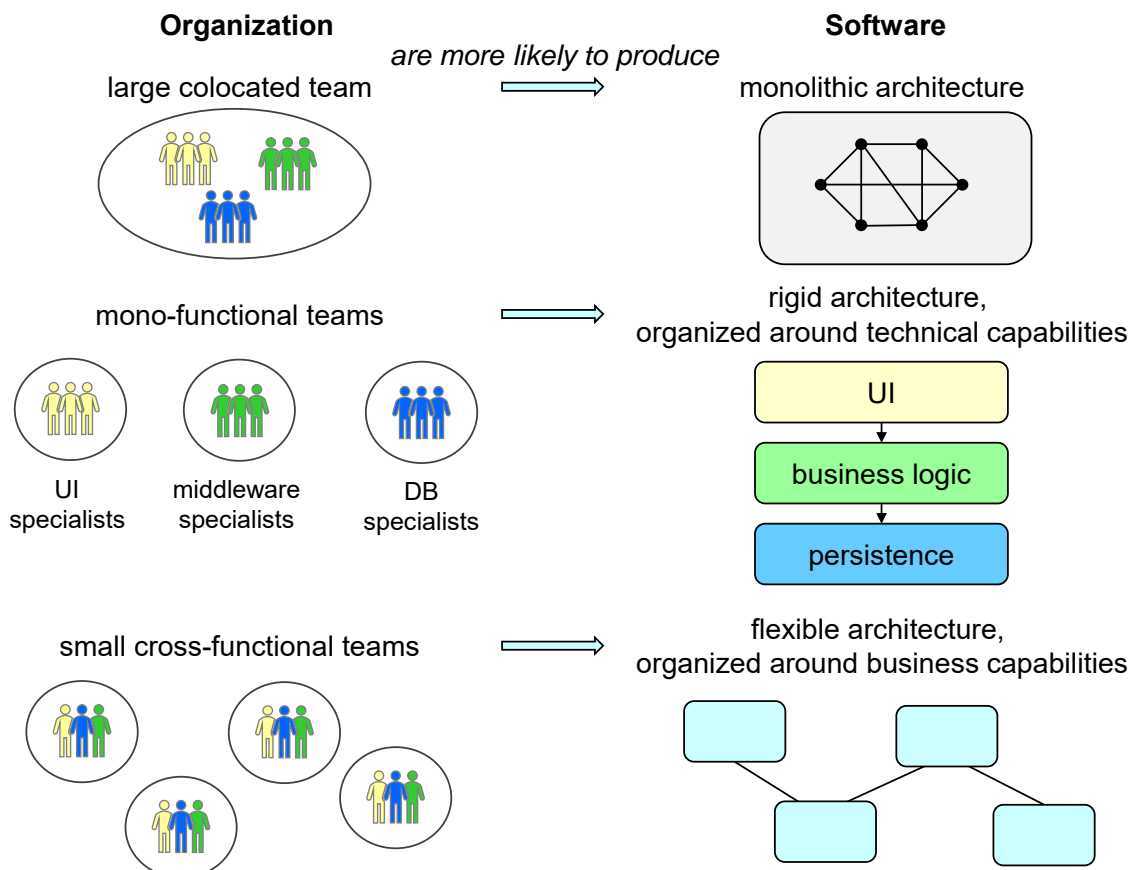 Organization
Software
are more likely to produce
large colocated team
monolithic architecture
mono-functional teams
rigid architecture,
organized around technical capabilities
UI
specialists
middleware
specialists
DB
specialists
UI
business logic
persistence
small cross-functional teams
flexible architecture,
organized around business capabilities